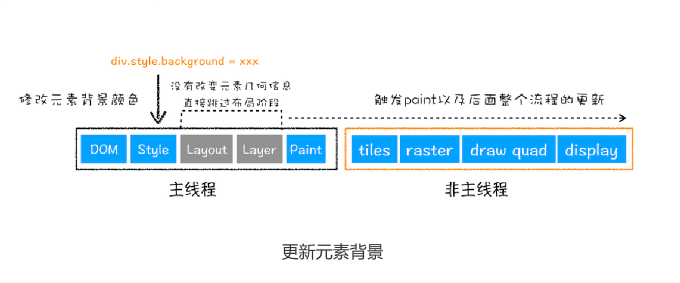 div.style.background = xxx
修改元素背景颜色
没有改变元素几何信息
直接跳过布局阶段
触发paint以及后面整个流程的更新
DOM Style Layout Layer Paint
tiles raster draw quad display
主线程
非主线程
更新元素背景